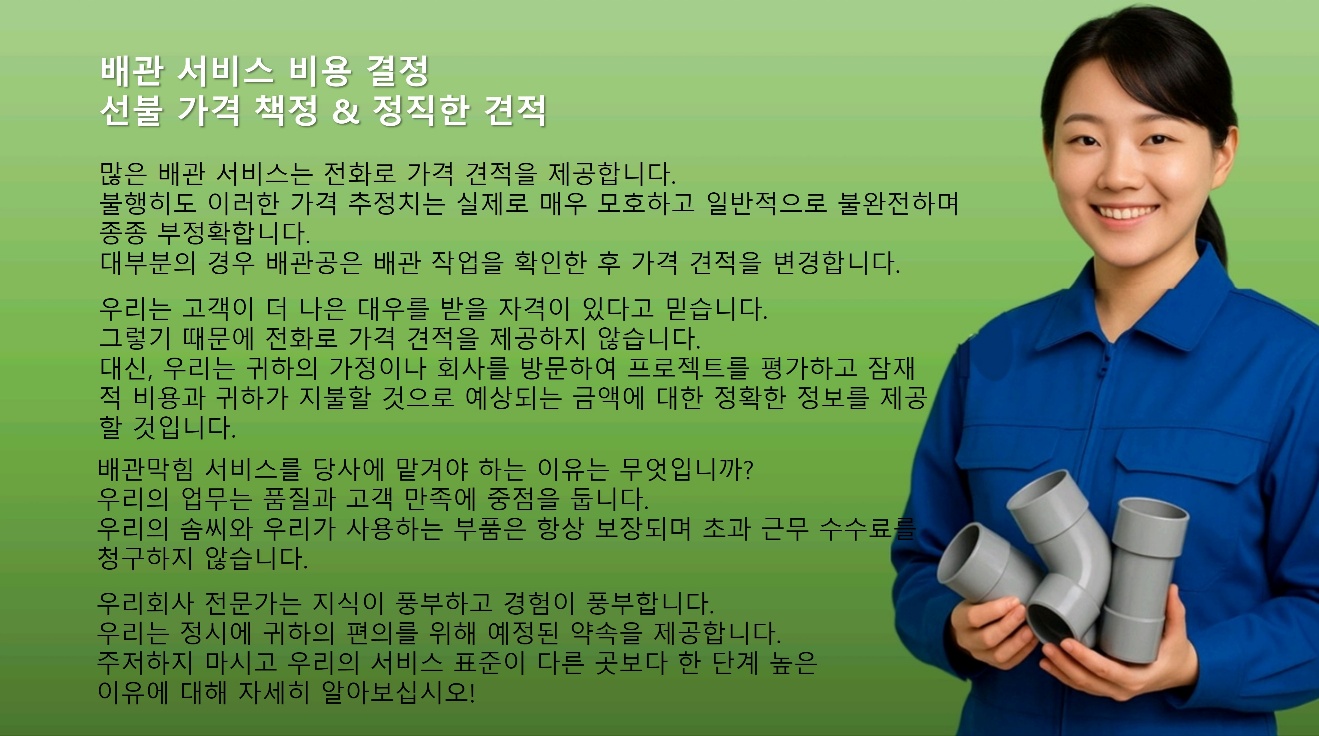 배관 서비스 비용 결정
선불 가격 책정 & 정직한 견적
많은 배관 서비스는 전화로 가격 견적을 제공합니다.
불행히도 이러한 가격 추정치는 실제로 매우 모호하고 일반적으로 불완전하며
종종 부정확합니다.
대부분의 경우 배관공은 배관 작업을 확인한 후 가격 견적을 변경합니다.
우리는 고객이 더 나은 대우를 받을 자격이 있다고 믿습니다.
그렇기 때문에 전화로 가격 견적을 제공하지 않습니다.
대신, 우리는 귀하의 가정이나 회사를 방문하여 프로젝트를 평가하고 잠재
적 비용과 귀하가 지불할 것으로 예상되는 금액에 대한 정확한 정보를 제공
할 것입니다.
배관막힘 서비스를 당사에 맡겨야 하는 이유는 무엇입니까?
우리의 업무는 품질과 고객 만족에 중점을 둡니다.
우리의 솜씨와 우리가 사용하는 부품은 항상 보장되며 초과 근무 수수료를
청구하지 않습니다.
우리회사 전문가는 지식이 풍부하고 경험이 풍부합니다.
우리는 정시에 귀하의 편의를 위해 예정된 약속을 제공합니다.
주저하지 마시고 우리의 서비스 표준이 다른 곳보다 한 단계 높은
이유에 대해 자세히 알아보십시오!